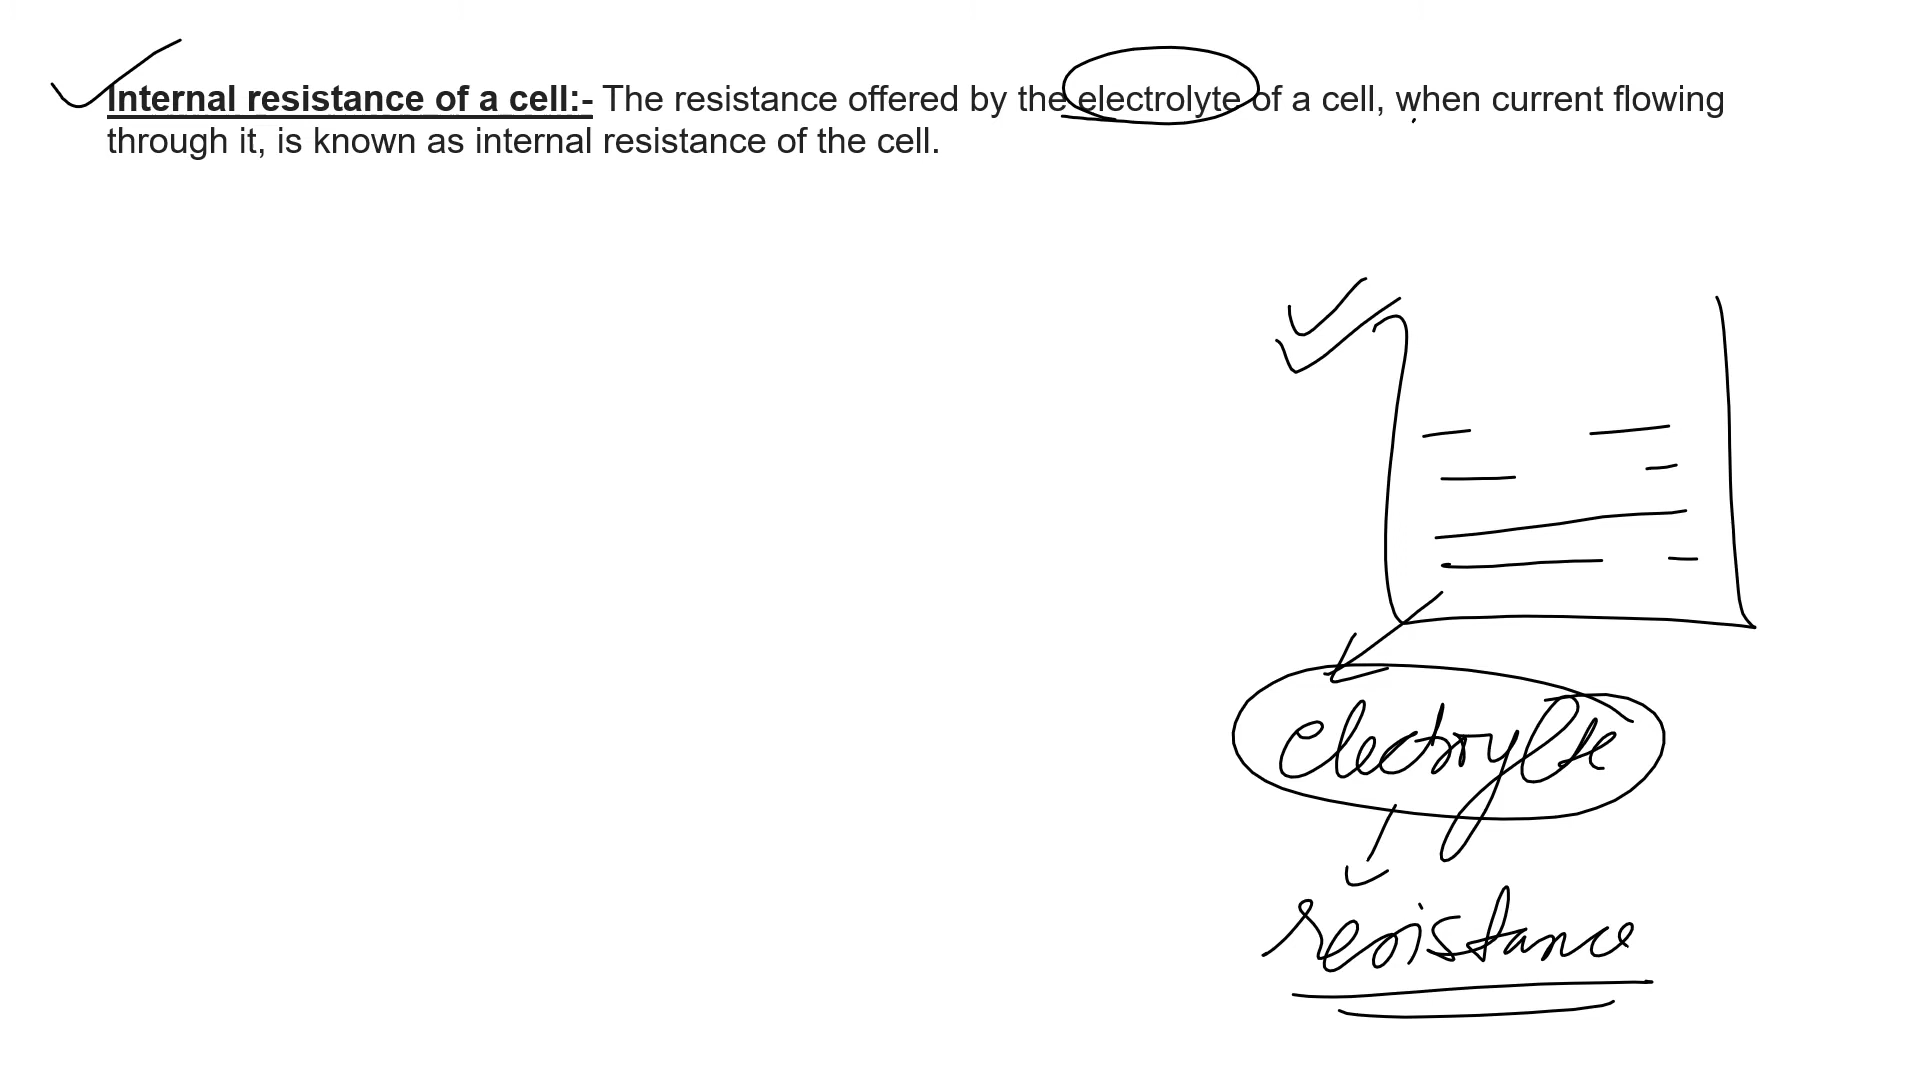 Internal resistance of a cell:- The resistance offered by the electrolyte of a cell, when current flowing
through it, is known as internal resistance of the cell.
electrolyte
resistance